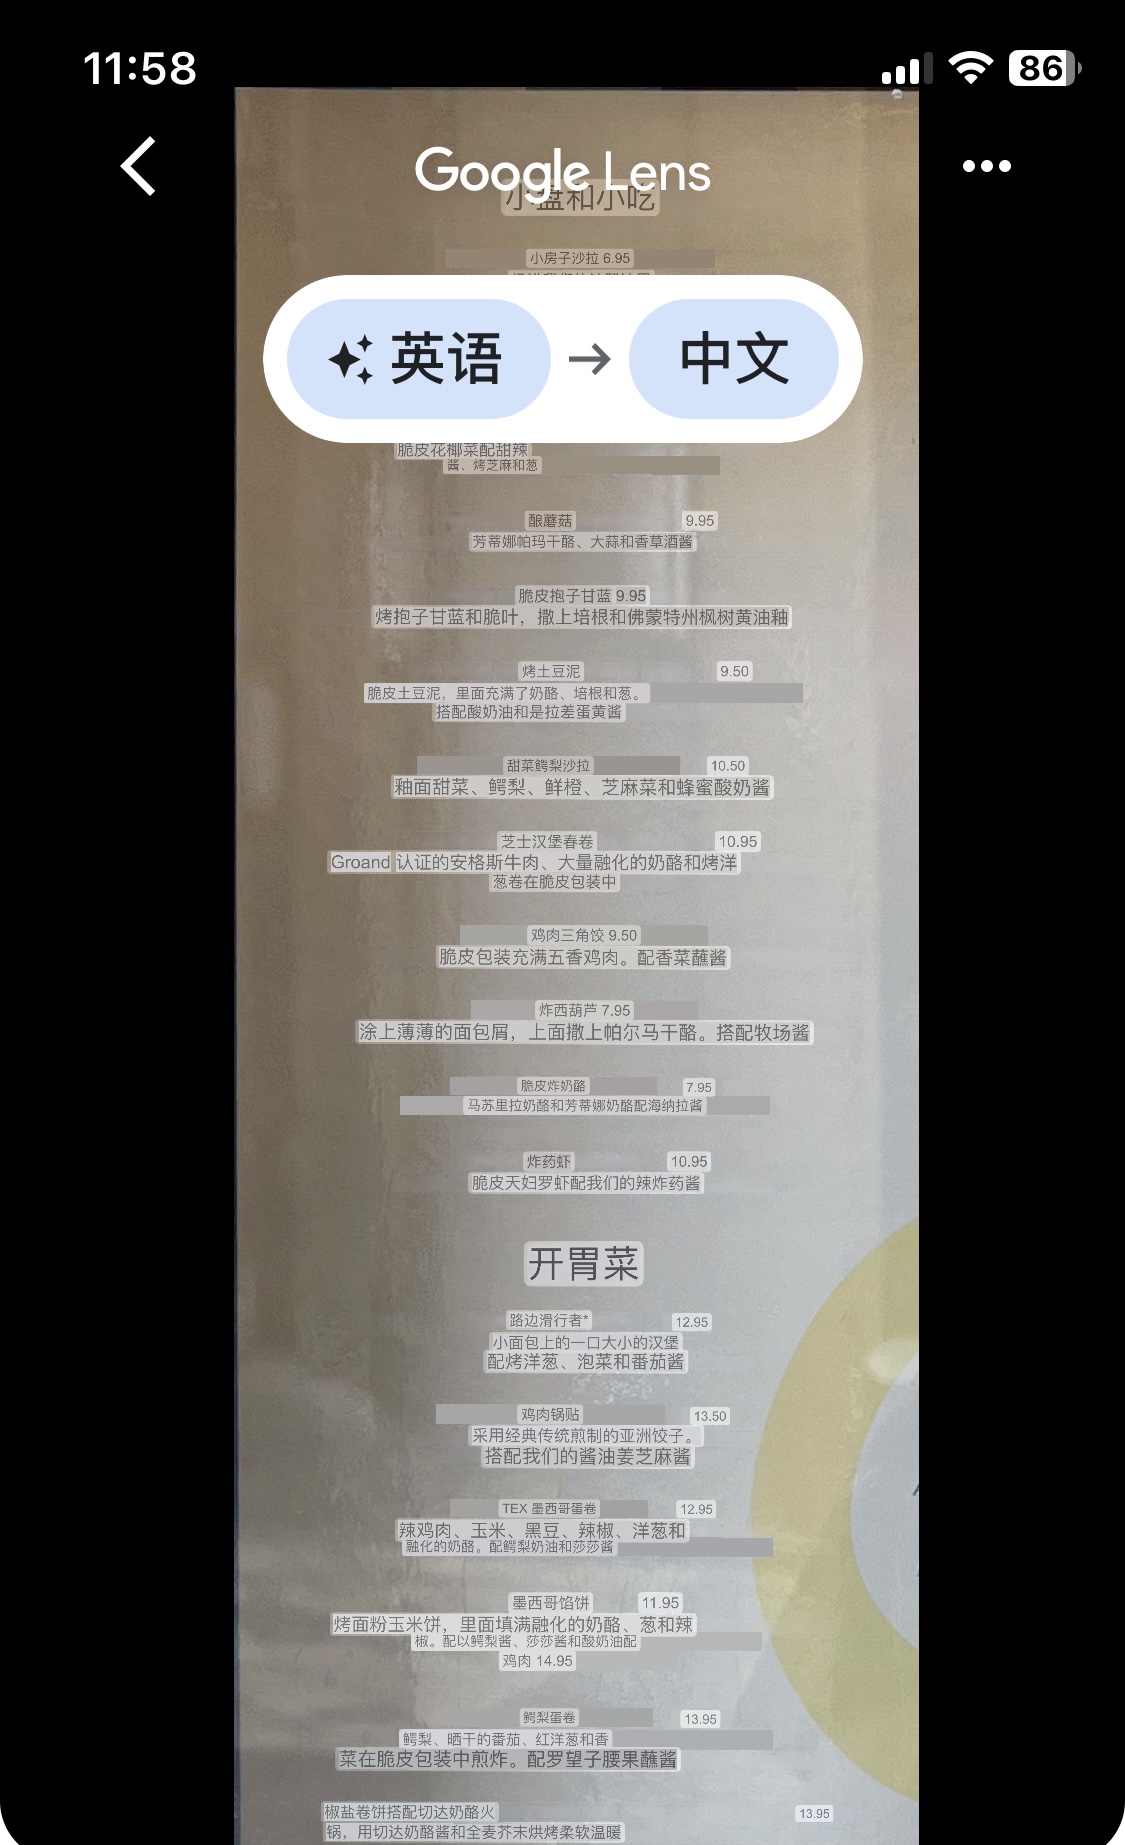 11:58
86
Google Lens
小盘和小吃
小房子沙拉 6.95
英语 → 中文
脆皮花椰菜配甜辣
酱、烤芝麻和葱
酿蘑菇 9.95
芳蒂娜帕玛干酪、大蒜和香草酒酱
脆皮抱子甘蓝 9.95
烤抱子甘蓝和脆叶，撒上培根和佛蒙特州枫树黄油釉
烤土豆泥 9.50
脆皮土豆泥，里面充满了奶酪、培根和葱。
搭配酸奶油和是拉差蛋黄酱
甜菜鳄梨沙拉 10.50
釉面甜菜、鳄梨、鲜橙、芝麻菜和蜂蜜酸奶酱
芝士汉堡春卷 10.95
Groand 认证的安格斯牛肉、大量融化的奶酪和烤洋
葱卷在脆皮包装中
鸡肉三角饺 9.50
脆皮包装充满五香鸡肉。配香菜蘸酱
炸西葫芦 7.95
涂上薄薄的面包屑，上面撒上帕尔马干酪。搭配牧场酱
脆皮炸奶酪 7.95
马苏里拉奶酪和芳蒂娜奶酪配海纳拉酱
炸药虾 10.95
脆皮天妇罗虾配我们的辣炸药酱
开胃菜
路边滑行者* 12.95
小面包上的一口大小的汉堡
配烤洋葱、泡菜和番茄酱
鸡肉锅贴 13.50
采用经典传统煎制的亚洲饺子。
搭配我们的酱油姜芝麻酱
TEX 墨西哥蛋卷 12.95
辣鸡肉、玉米、黑豆、辣椒、洋葱和
融化的奶酪。配鳄梨奶油和莎莎酱
墨西哥馅饼 11.95
烤面粉玉米饼，里面填满融化的奶酪、葱和辣
椒。配以鳄梨酱、莎莎酱和酸奶油配
鸡肉 14.95
鳄梨蛋卷 13.95
鳄梨、晒干的番茄、红洋葱和香
菜在脆皮包装中煎炸。配罗望子腰果蘸酱
椒盐卷饼搭配切达奶酪火 13.95
锅，用切达奶酪酱和全麦芥末烘烤柔软温暖